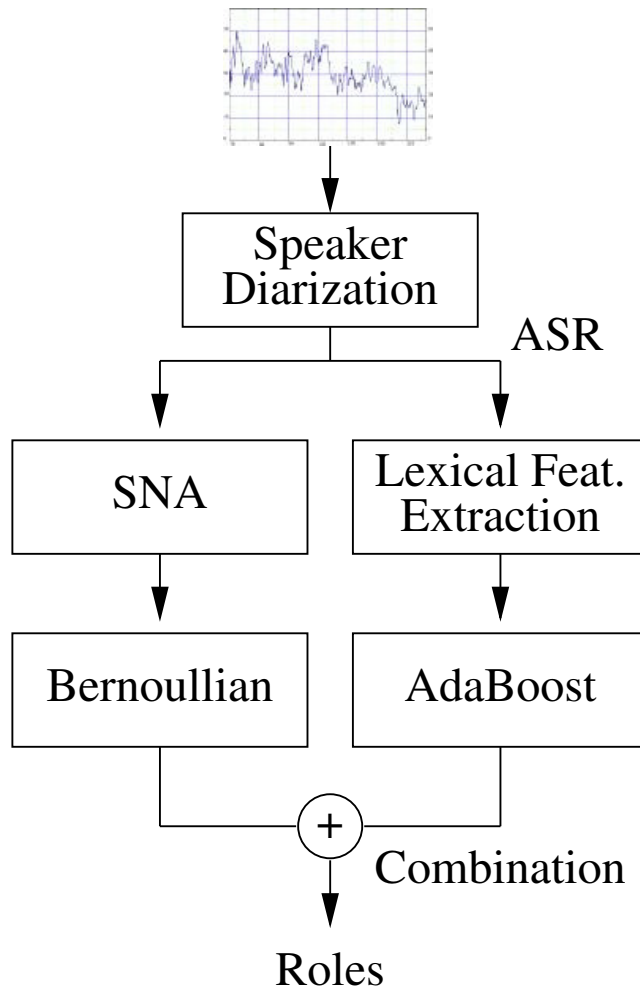 Speaker
Diarization
ASR
SNA
Lexical Feat.
Extraction
Bernoullian
AdaBoost
+
Combination
Roles